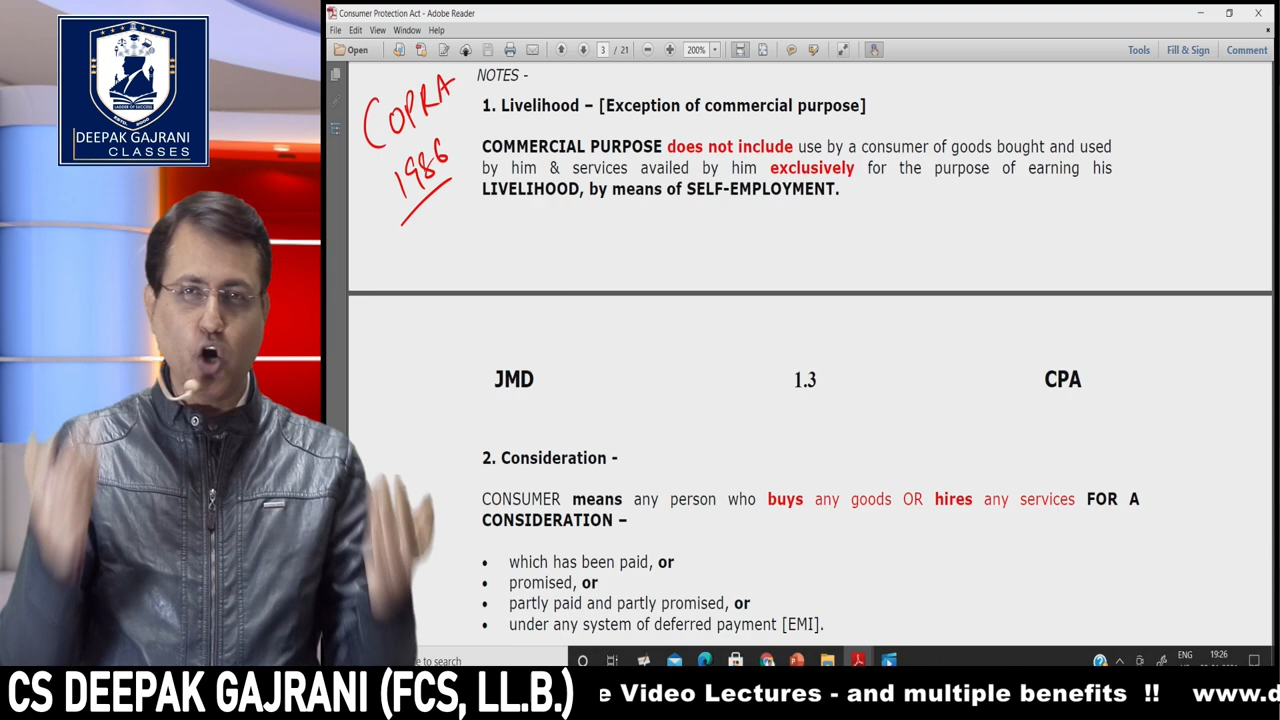 DEEPAK GAJRANI
CLASSES
Consumer Protection Act - Adobe Reader
File Edit View Window Help
Open 3 / 21 200% Tools Fill & Sign Comment
COPRA
1986
NOTES -
1. Livelihood – [Exception of commercial purpose]
COMMERCIAL PURPOSE does not include use by a consumer of goods bought and used
by him & services availed by him exclusively for the purpose of earning his
LIVELIHOOD, by means of SELF-EMPLOYMENT.
JMD 1.3 CPA
2. Consideration -
CONSUMER means any person who buys any goods OR hires any services FOR A
CONSIDERATION –
• which has been paid, or
• promised, or
• partly paid and partly promised, or
• under any system of deferred payment [EMI].
e to search
ENG 19:26
CS DEEPAK GAJRANI (FCS, LL.B.)
e Video Lectures - and multiple benefits !! www.d